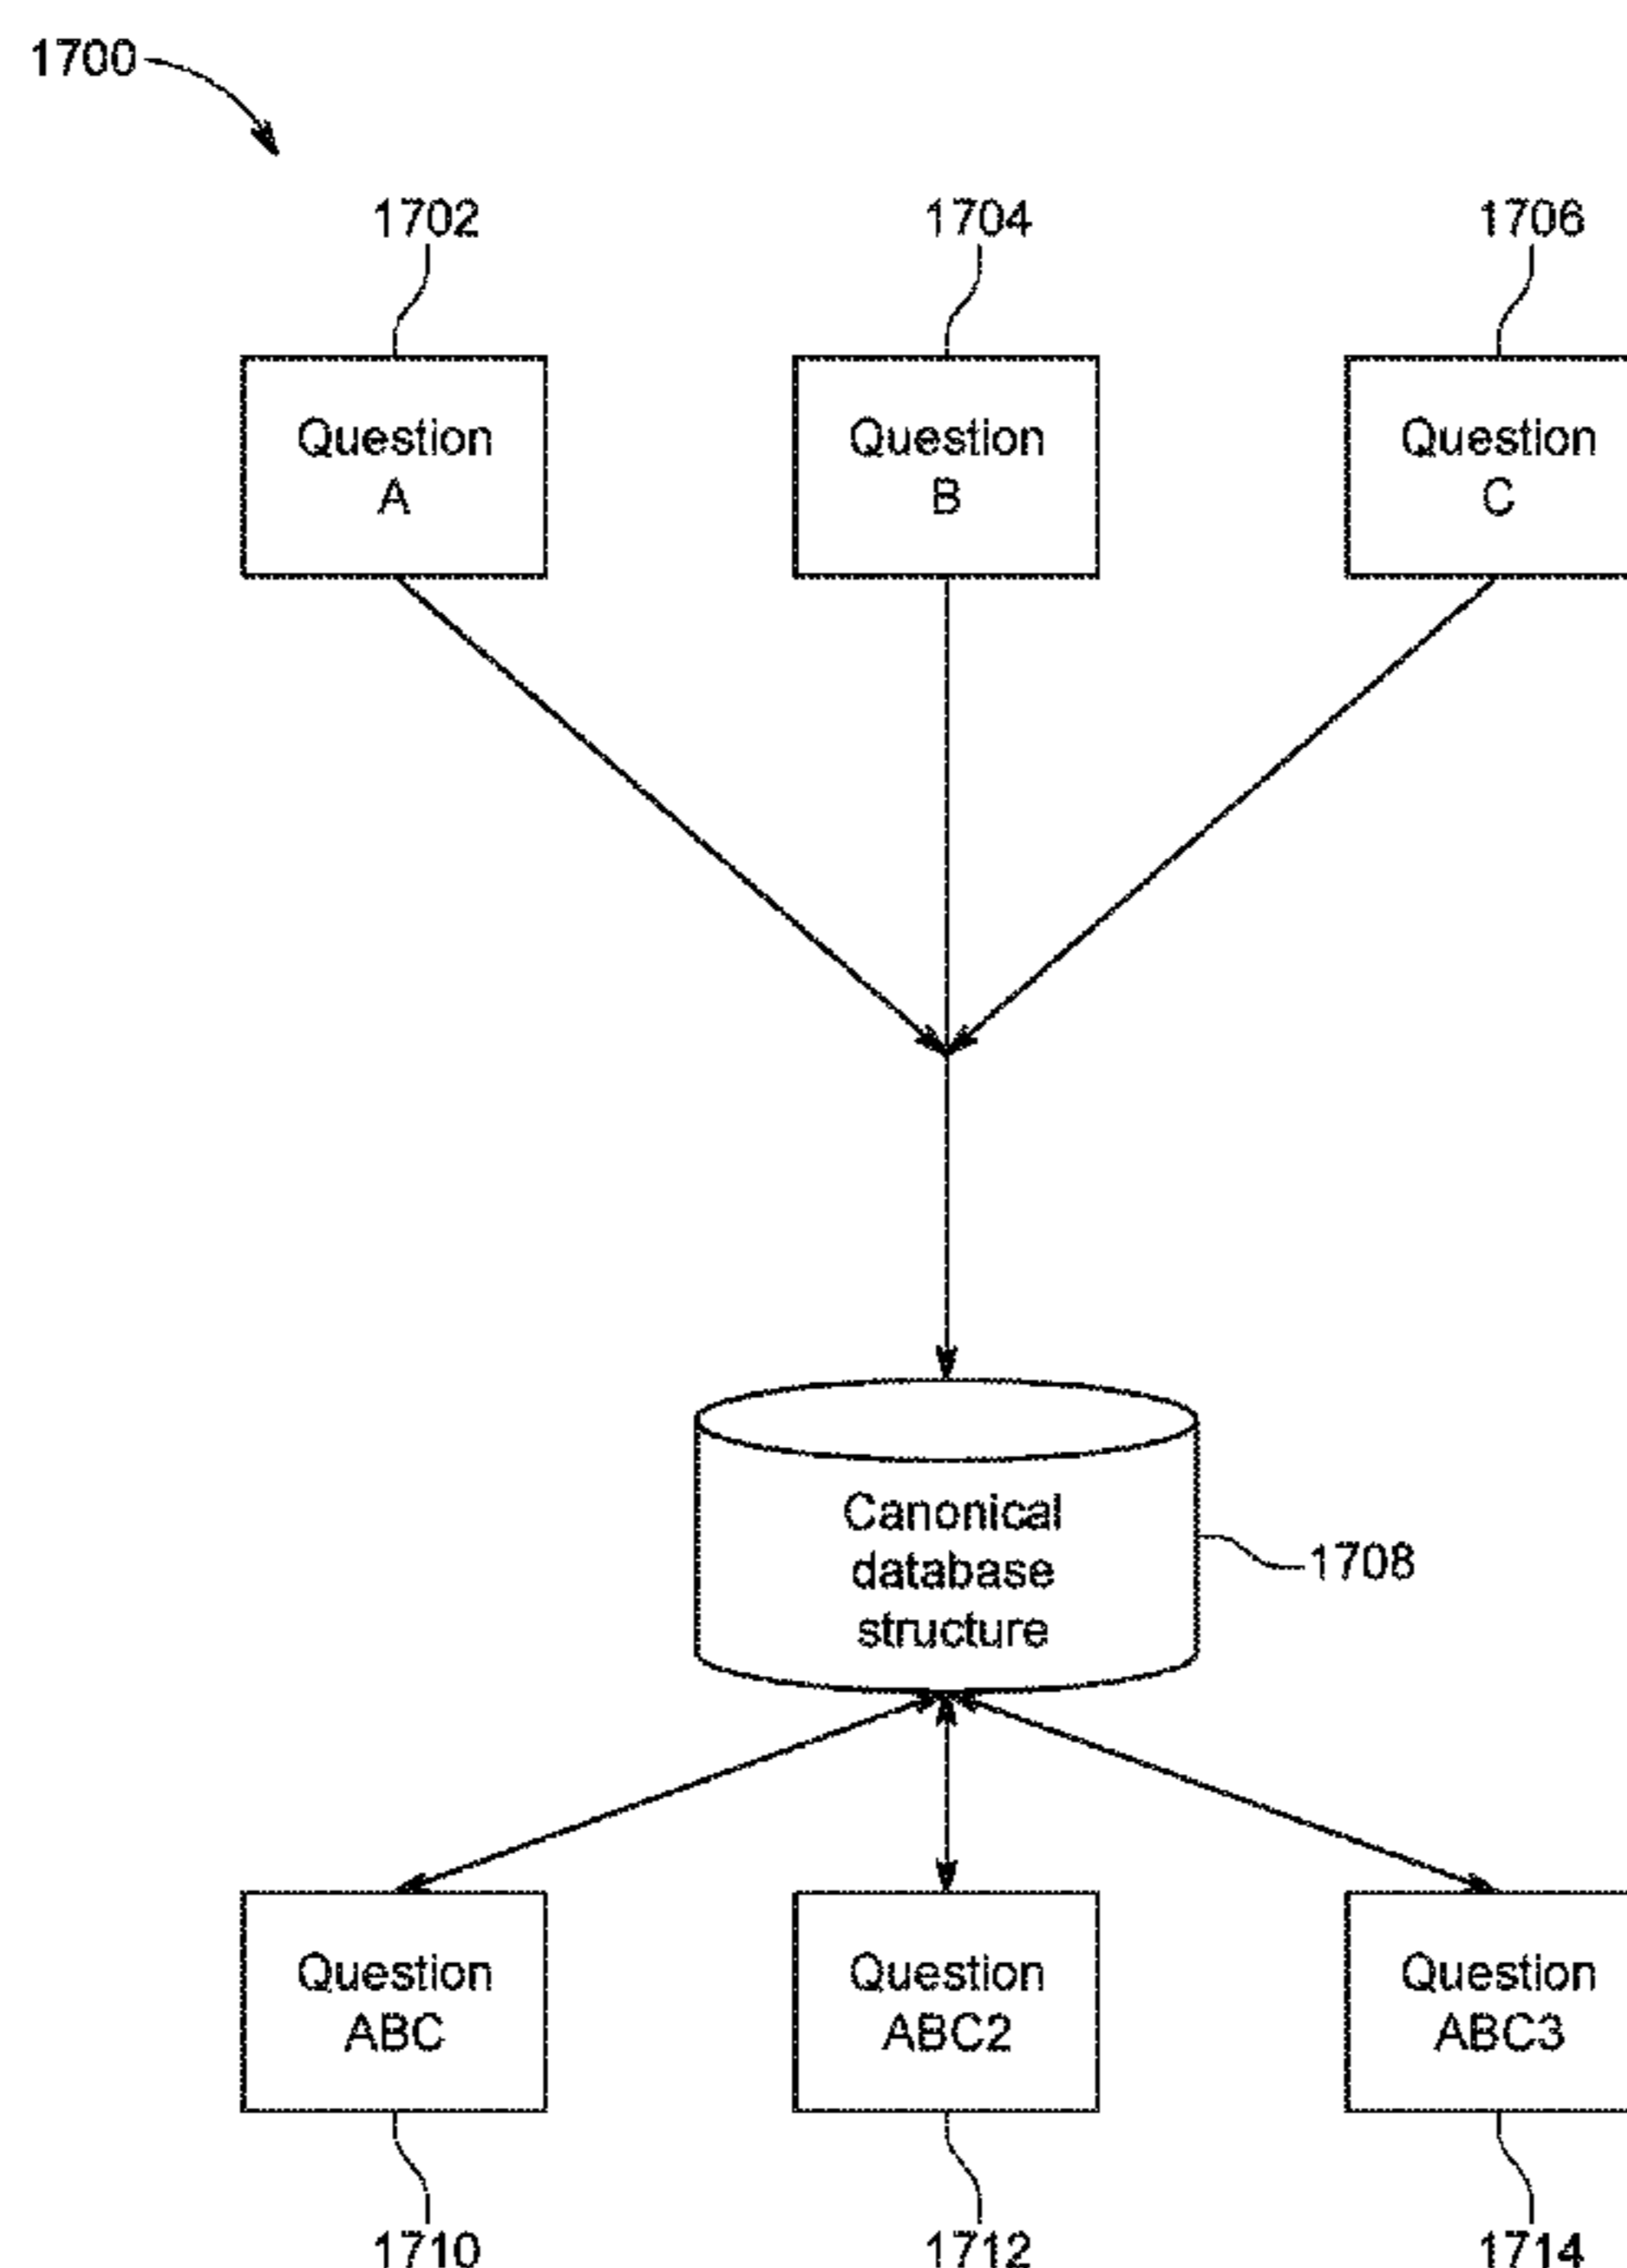 1700
1702
1704
1706
Question
A
Question
B
Question
C
Canonical
database
structure
1708
Question
ABC
Question
ABC2
Question
ABC3
1710
1712
1714